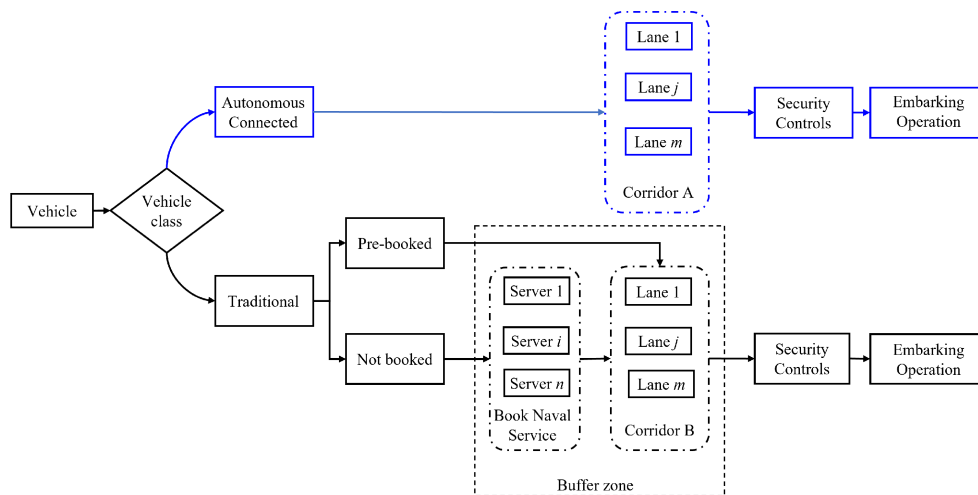 Lane 1
Autonomous
Connected
Lane j
Security
Controls
Embarking
Operation
Lane m
Corridor A
Vehicle
Vehicle
class
Pre-booked
Traditional
Server 1
Lane 1
Not booked
Server i
Lane j
Security
Controls
Embarking
Operation
Server n
Lane m
Book Naval
Service
Corridor B
Buffer zone